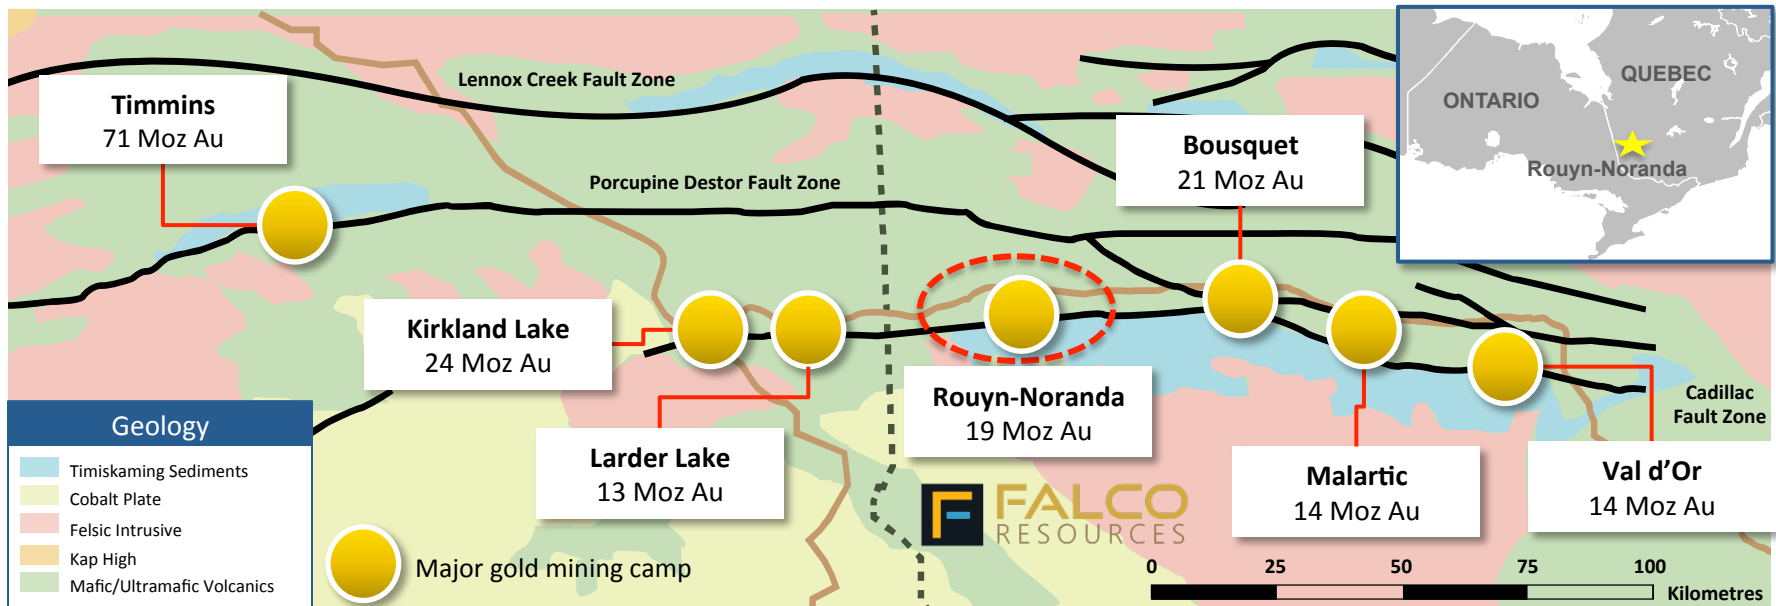 Lennox Creek Fault Zone
Timmins
71 Moz Au
Porcupine Destor Fault Zone
Bousquet
21 Moz Au
QUEBEC
ONTARIO
Rouyn-Noranda
Kirkland Lake
24 Moz Au
Larder Lake
13 Moz Au
Rouyn-Noranda
19 Moz Au
Malartic
14 Moz Au
Val d’Or
14 Moz Au
Cadillac
Fault Zone
Geology
Timiskaming Sediments
Cobalt Plate
Felsic Intrusive
Kap High
Mafic/Ultramafic Volcanics
Major gold mining camp
F FALCO
RESOURCES
0 25 50 75 100
Kilometres